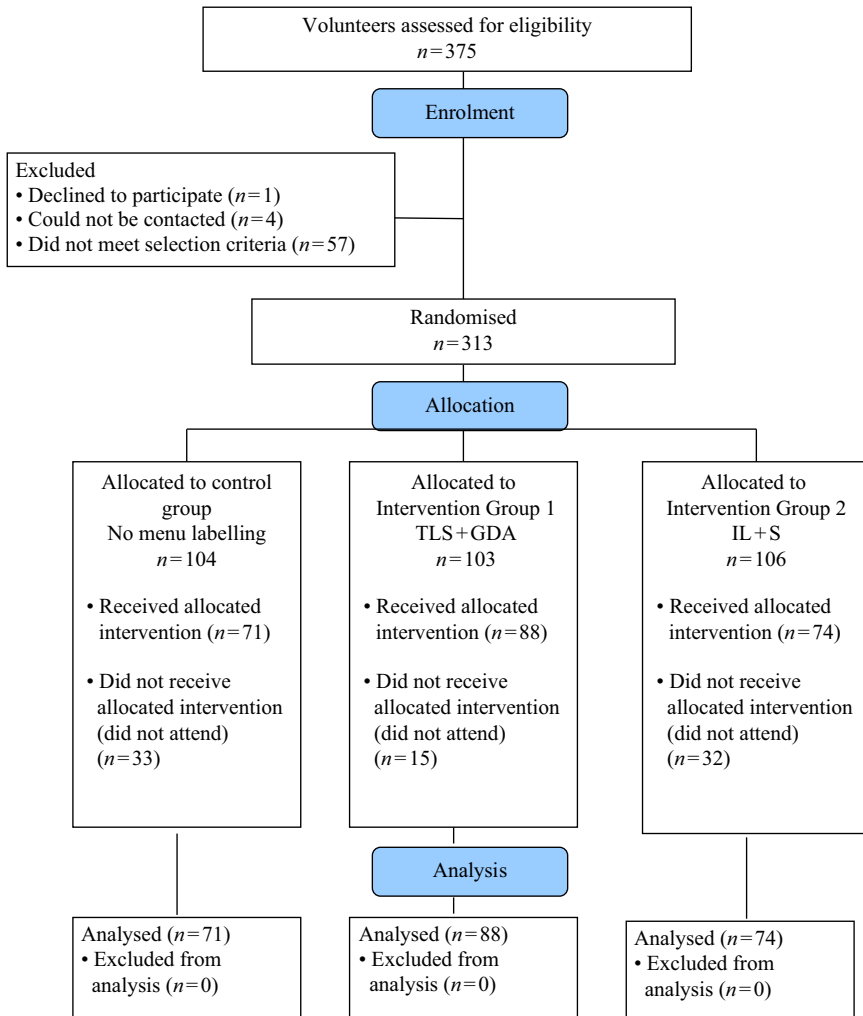 Volunteers assessed for eligibility
n=375
Enrolment
Excluded
• Declined to participate (n=1)
• Could not be contacted (n=4)
• Did not meet selection criteria (n=57)
Randomised
n=313
Allocation
Allocated to control
group
No menu labelling
n=104
• Received allocated
intervention (n=71)
• Did not receive
allocated intervention
(did not attend)
(n=33)
Allocated to
Intervention Group 1
TLS+GDA
n=103
• Received allocated
intervention (n=88)
• Did not receive
allocated intervention
(did not attend)
(n=15)
Allocated to
Intervention Group 2
IL+S
n=106
• Received allocated
intervention (n=74)
• Did not receive
allocated intervention
(did not attend)
(n=32)
Analysis
Analysed (n=71)
• Excluded from
analysis (n=0)
Analysed (n=88)
• Excluded from
analysis (n=0)
Analysed (n=74)
• Excluded from
analysis (n=0)